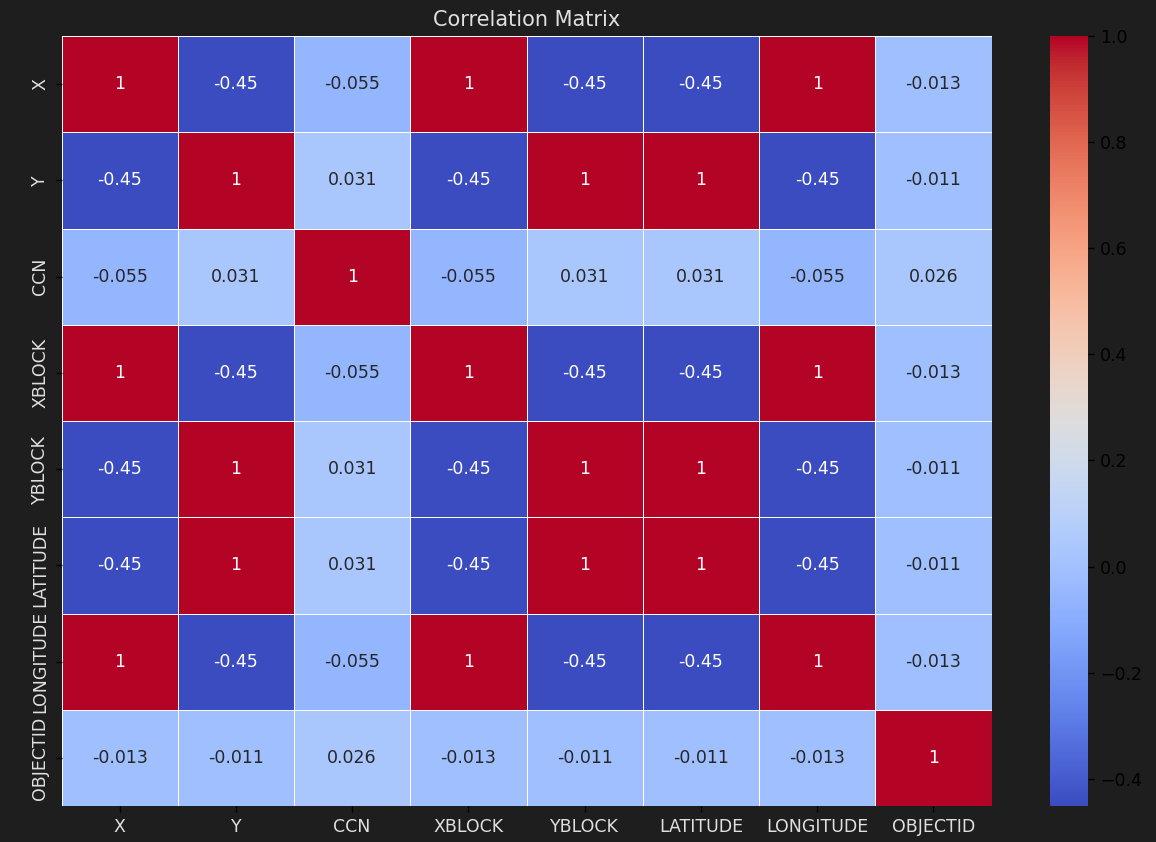 Correlation Matrix
X 1 -0.45 -0.055 1 -0.45 -0.45 1 -0.013
Y -0.45 1 0.031 -0.45 1 1 -0.45 -0.011
CCN -0.055 0.031 1 -0.055 0.031 0.031 -0.055 0.026
XBLOCK 1 -0.45 -0.055 1 -0.45 -0.45 1 -0.013
YBLOCK -0.45 1 0.031 -0.45 1 1 -0.45 -0.011
LATITUDE -0.45 1 0.031 -0.45 1 1 -0.45 -0.011
LONGITUDE 1 -0.45 -0.055 1 -0.45 -0.45 1 -0.013
OBJECTID -0.013 -0.011 0.026 -0.013 -0.011 -0.011 -0.013 1
X Y CCN XBLOCK YBLOCK LATITUDE LONGITUDE OBJECTID
1.0
0.8
0.6
0.4
0.2
0.0
−0.2
−0.4